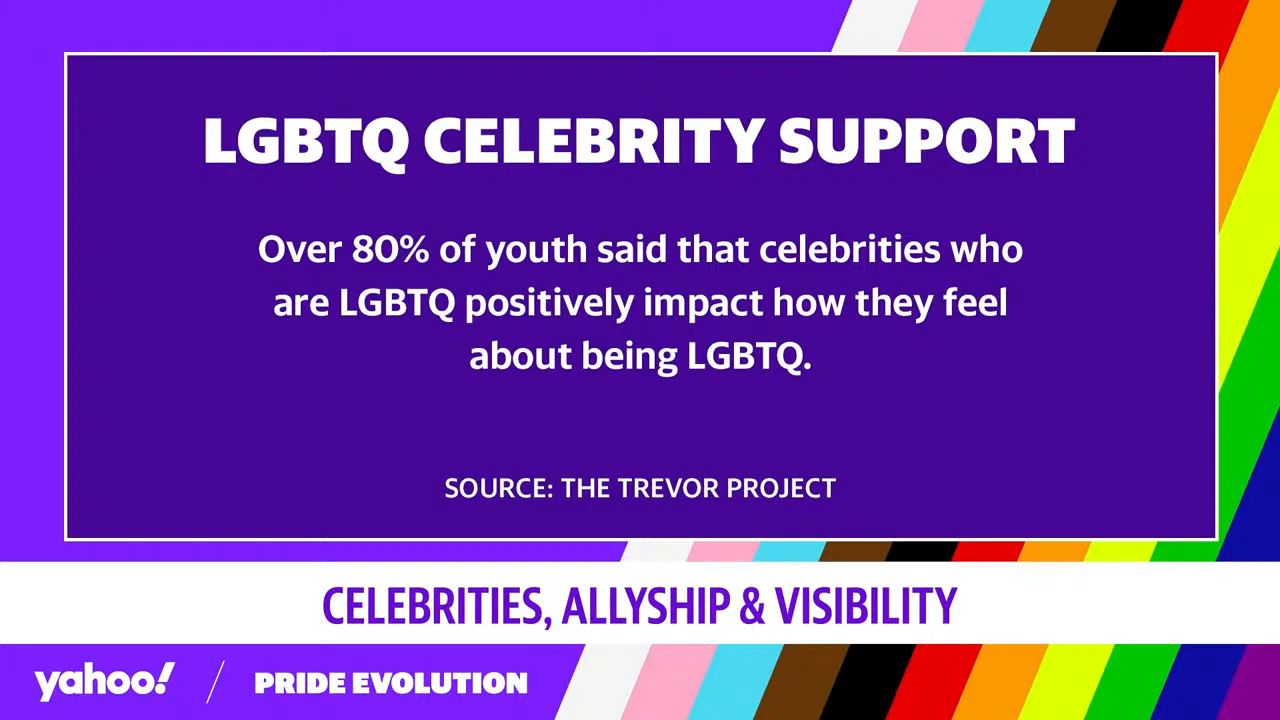 LGBTQ CELEBRITY SUPPORT
Over 80% of youth said that celebrities who
are LGBTQ positively impact how they feel
about being LGBTQ.
SOURCE: THE TREVOR PROJECT
CELEBRITIES, ALLYSHIP & VISIBILITY
yahoo! / PRIDE EVOLUTION